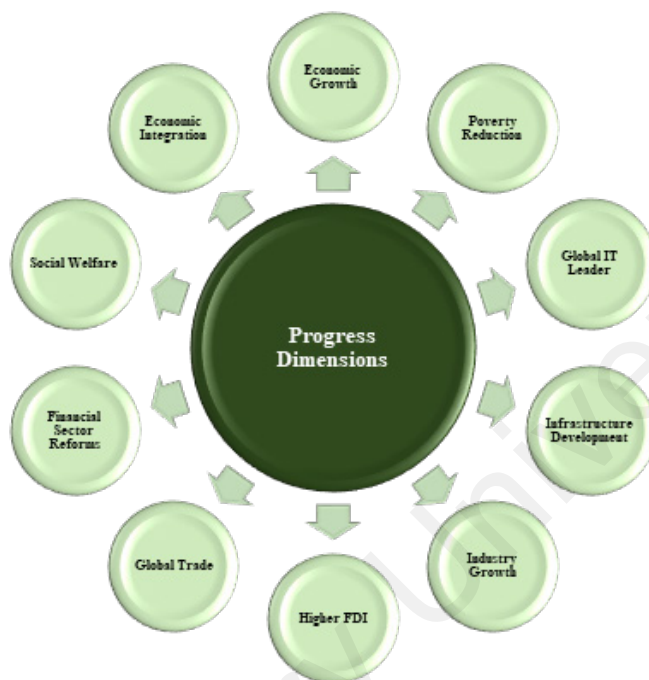 Economic
Growth
Poverty
Reduction
Global IT
Leader
Infrastructure
Development
Industry
Growth
Higher FDI
Global Trade
Financial
Sector
Reforms
Social Welfare
Economic
Integration
Progress
Dimensions